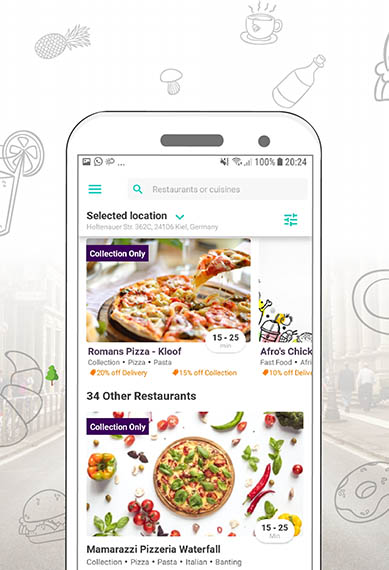 ... 100% 20:24
Restaurants or cuisines
Selected location
Holtenauer Str. 362C, 24106 Kiel, Germany
Collection Only
15 - 25
min
Romans Pizza - Kloof
Afro's Chick
Collection • Pizza • Pasta
Fast Food • Afri
20% off Delivery
15% off Collection
10% off Deliv
34 Other Restaurants
Collection Only
15 - 25
Min
Mamarazzi Pizzeria Waterfall
Collection • Pizza • Pasta • Italian • Banting